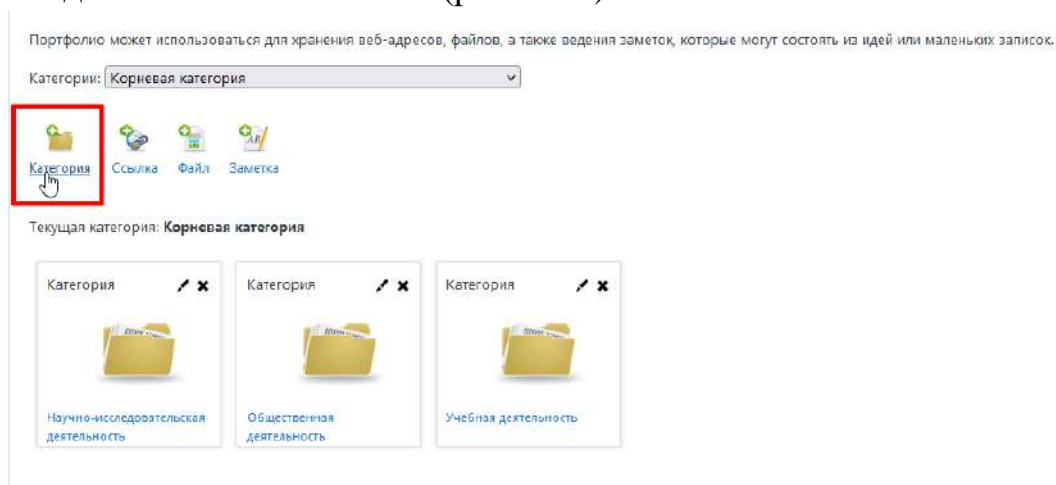 Портфолио может использоваться для хранения веб-адресов, файлов, а также ведения заметок, которые могут состоять из идей или маленьких записок.
Категории: Корневая категория
Категория Ссылка Файл Заметка
Текущая категория: Корневая категория
Категория Категория Категория
Научно-исследовательская деятельность
Общественная деятельность
Учебная деятельность